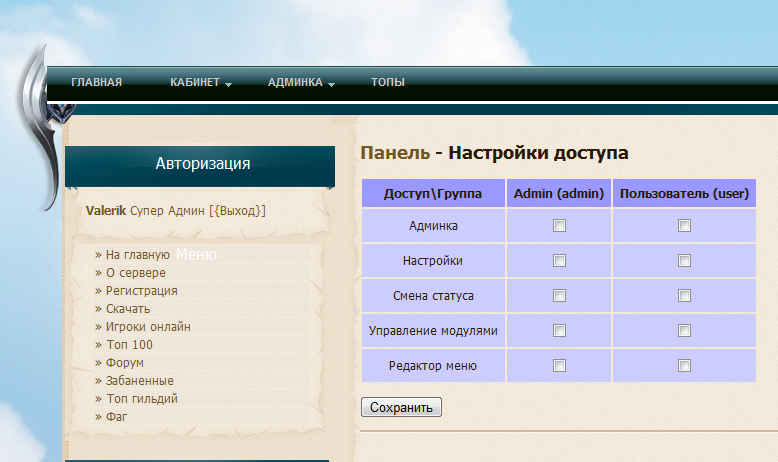 ГЛАВНАЯ КАБИНЕТ АДМИНКА ТОПЫ
Авторизация
Valerik Супер Админ [{Выход}]
Меню
» На главную
» О сервере
» Регистрация
» Скачать
» Игроки онлайн
» Топ 100
» Форум
» Забаненные
» Топ гильдий
» Фаг
Панель - Настройки доступа
Доступ\Группа Admin (admin) Пользователь (user)
Админка
Настройки
Смена статуса
Управление модулями
Редактор меню
Сохранить